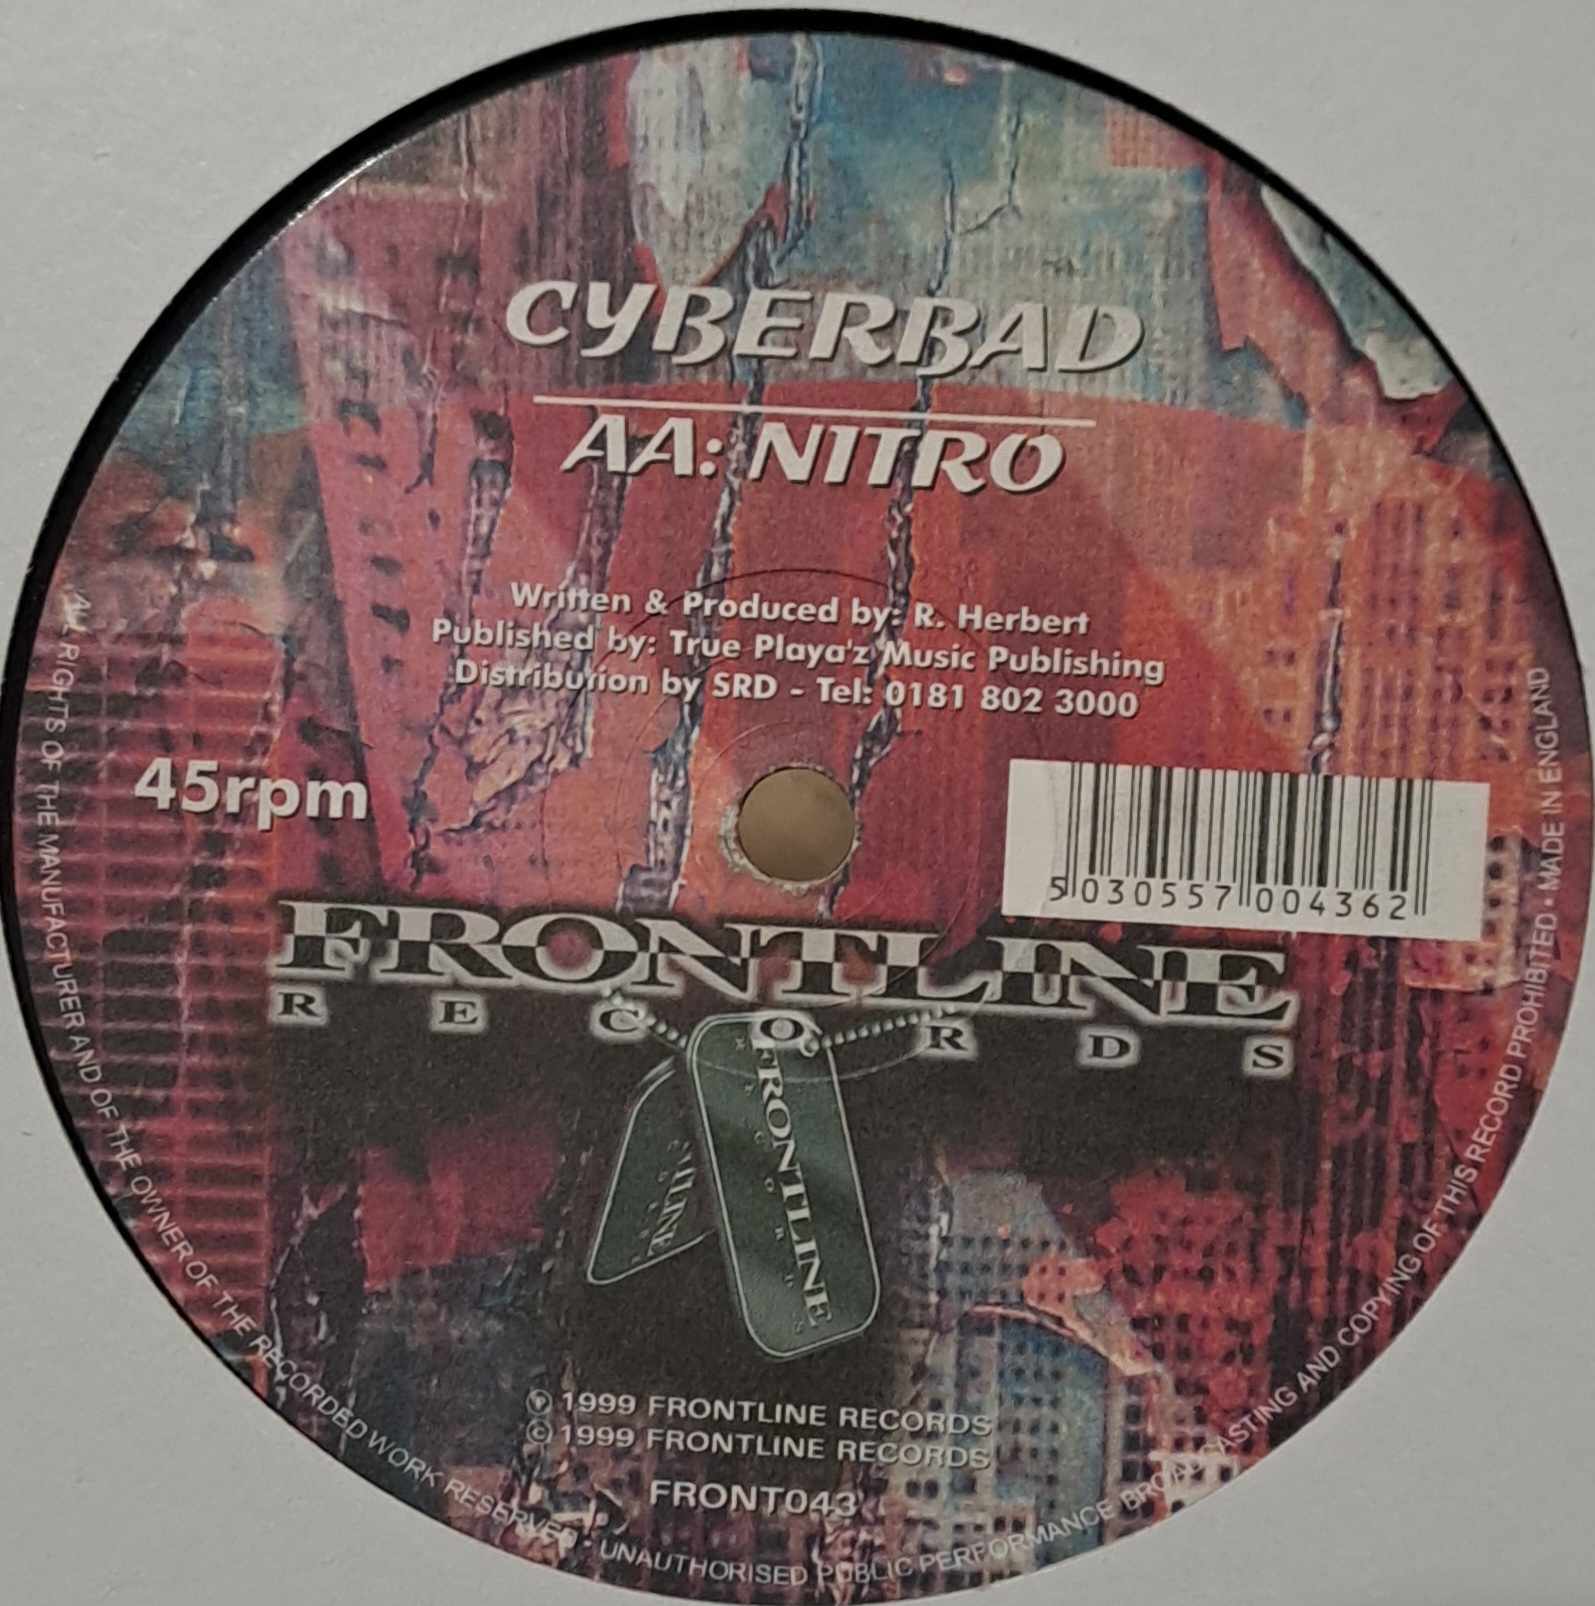 CYBERBAD
AA: NITRO
Written & Produced by: R. Herbert
Published by: True Playa'z Music Publishing
Distribution by SRD - Tel: 0181 802 3000
45rpm
5 030557 004362
FRONTLINE
RECORDS
FRONTLINE
RECORDS
℗ 1999 FRONTLINE RECORDS
© 1999 FRONTLINE RECORDS
FRONT043
ALL RIGHTS OF THE MANUFACTURER AND OF THE OWNER OF THE RECORDED WORK RESERVED • UNAUTHORISED PUBLIC PERFORMANCE BROADCASTING AND COPYING OF THIS RECORD PROHIBITED • MADE IN ENGLAND